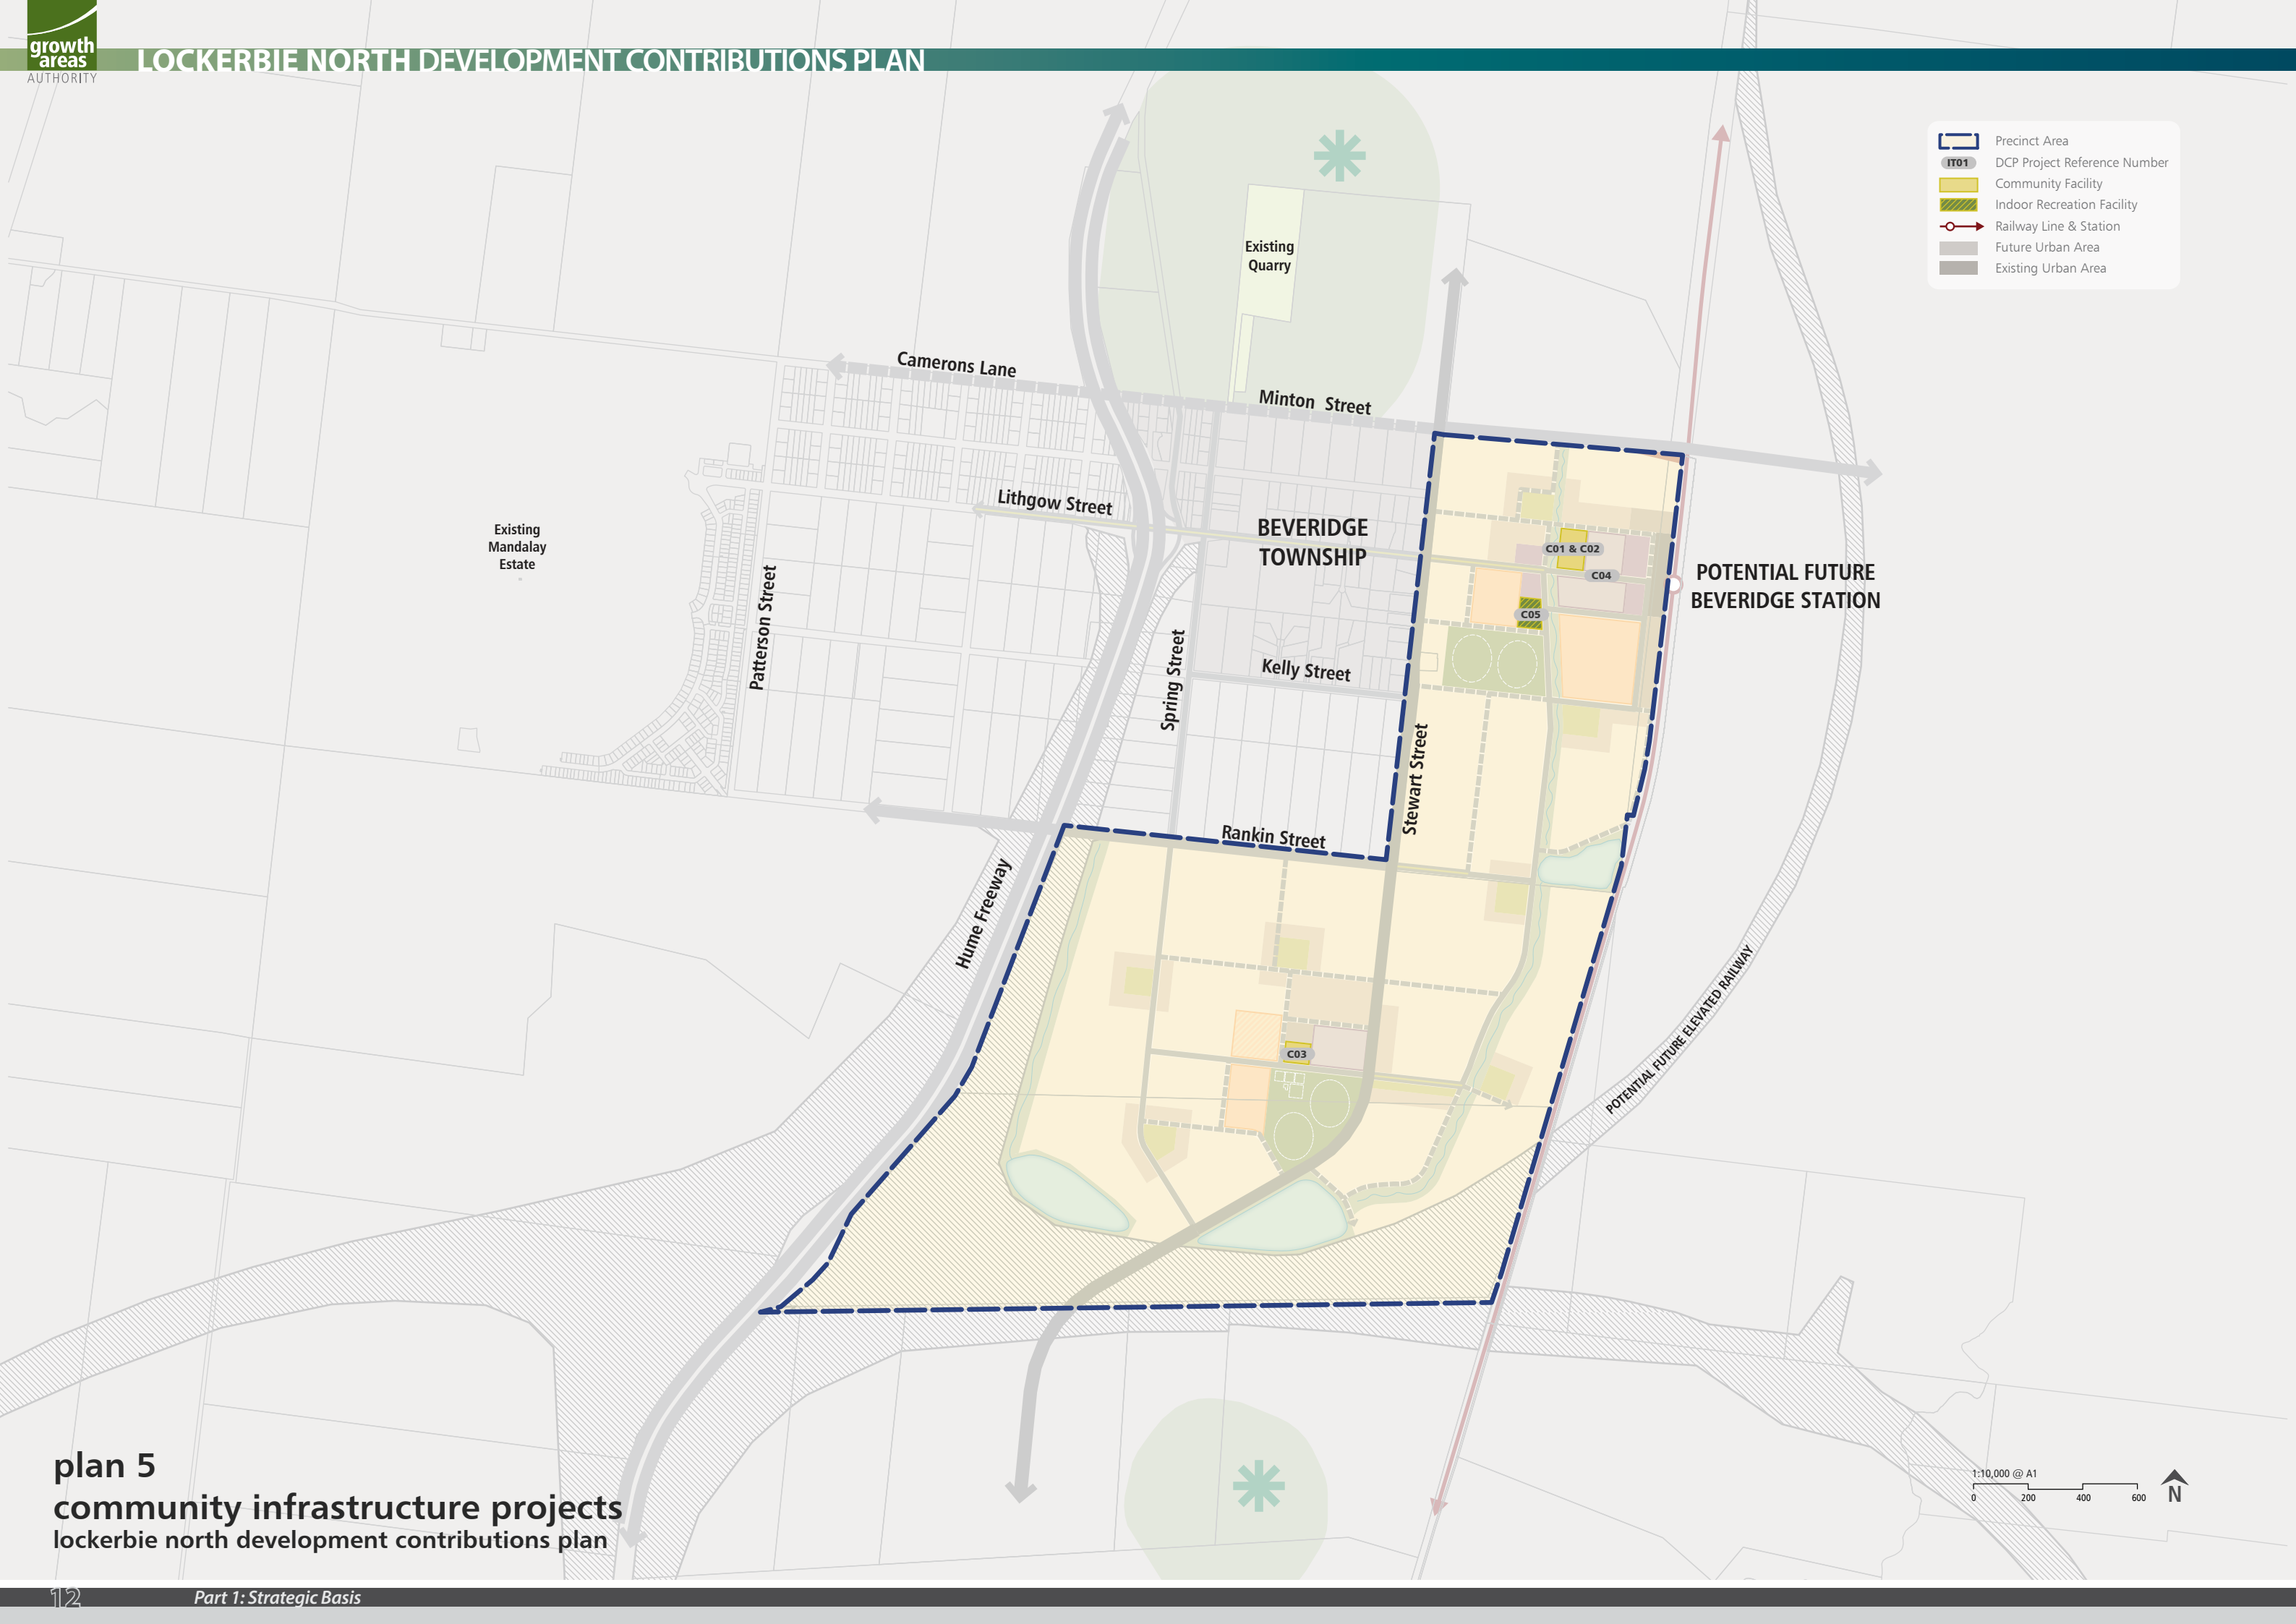 growth
areas
AUTHORITY
LOCKERBIE NORTH DEVELOPMENT CONTRIBUTIONS PLAN
Precinct Area
IT01
DCP Project Reference Number
Community Facility
Indoor Recreation Facility
Railway Line & Station
Future Urban Area
Existing Urban Area
Existing
Quarry
Camerons Lane
Minton Street
Lithgow Street
BEVERIDGE
TOWNSHIP
Existing
Mandalay
Estate
C01 & C02
C04
C05
POTENTIAL FUTURE
BEVERIDGE STATION
Patterson Street
Spring Street
Kelly Street
Stewart Street
Rankin Street
Hume Freeway
POTENTIAL FUTURE ELEVATED RAILWAY
C03
plan 5
community infrastructure projects
lockerbie north development contributions plan
1:10,000 @ A1
0 200 400 600
N
12
Part 1: Strategic Basis